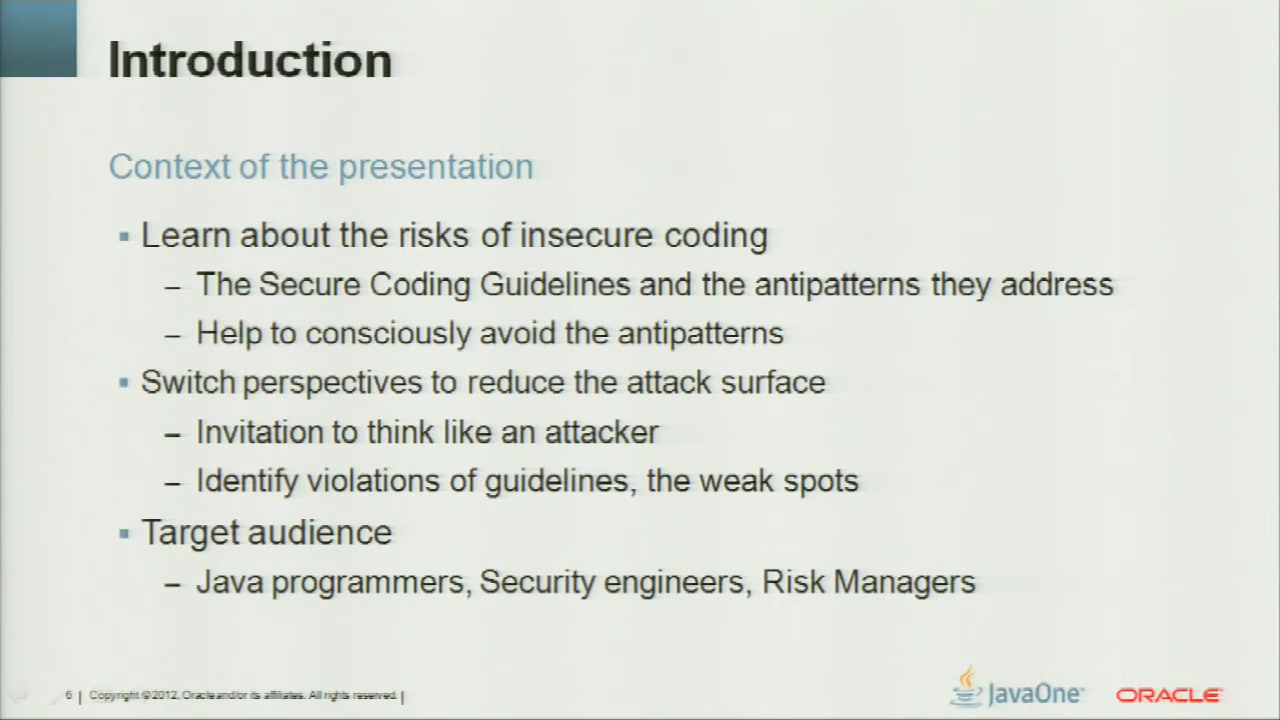 Introduction
Context of the presentation
▪ Learn about the risks of insecure coding
– The Secure Coding Guidelines and the antipatterns they address
– Help to consciously avoid the antipatterns
▪ Switch perspectives to reduce the attack surface
– Invitation to think like an attacker
– Identify violations of guidelines, the weak spots
▪ Target audience
– Java programmers, Security engineers, Risk Managers
6 | Copyright © 2012, Oracle and/or its affiliates. All rights reserved. |
JavaOne™
ORACLE®